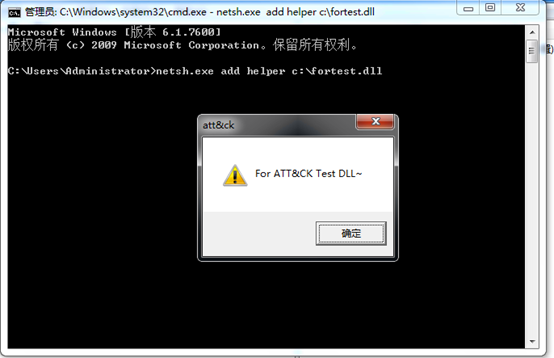 管理员: C:\Windows\system32\cmd.exe - netsh.exe  add helper c:\fortest.dll
Microsoft Windows [版本 6.1.7600]
版权所有 (c) 2009 Microsoft Corporation。保留所有权利。
C:\Users\Administrator>netsh.exe add helper c:\fortest.dll
att&ck
For ATT&CK Test DLL~
确定